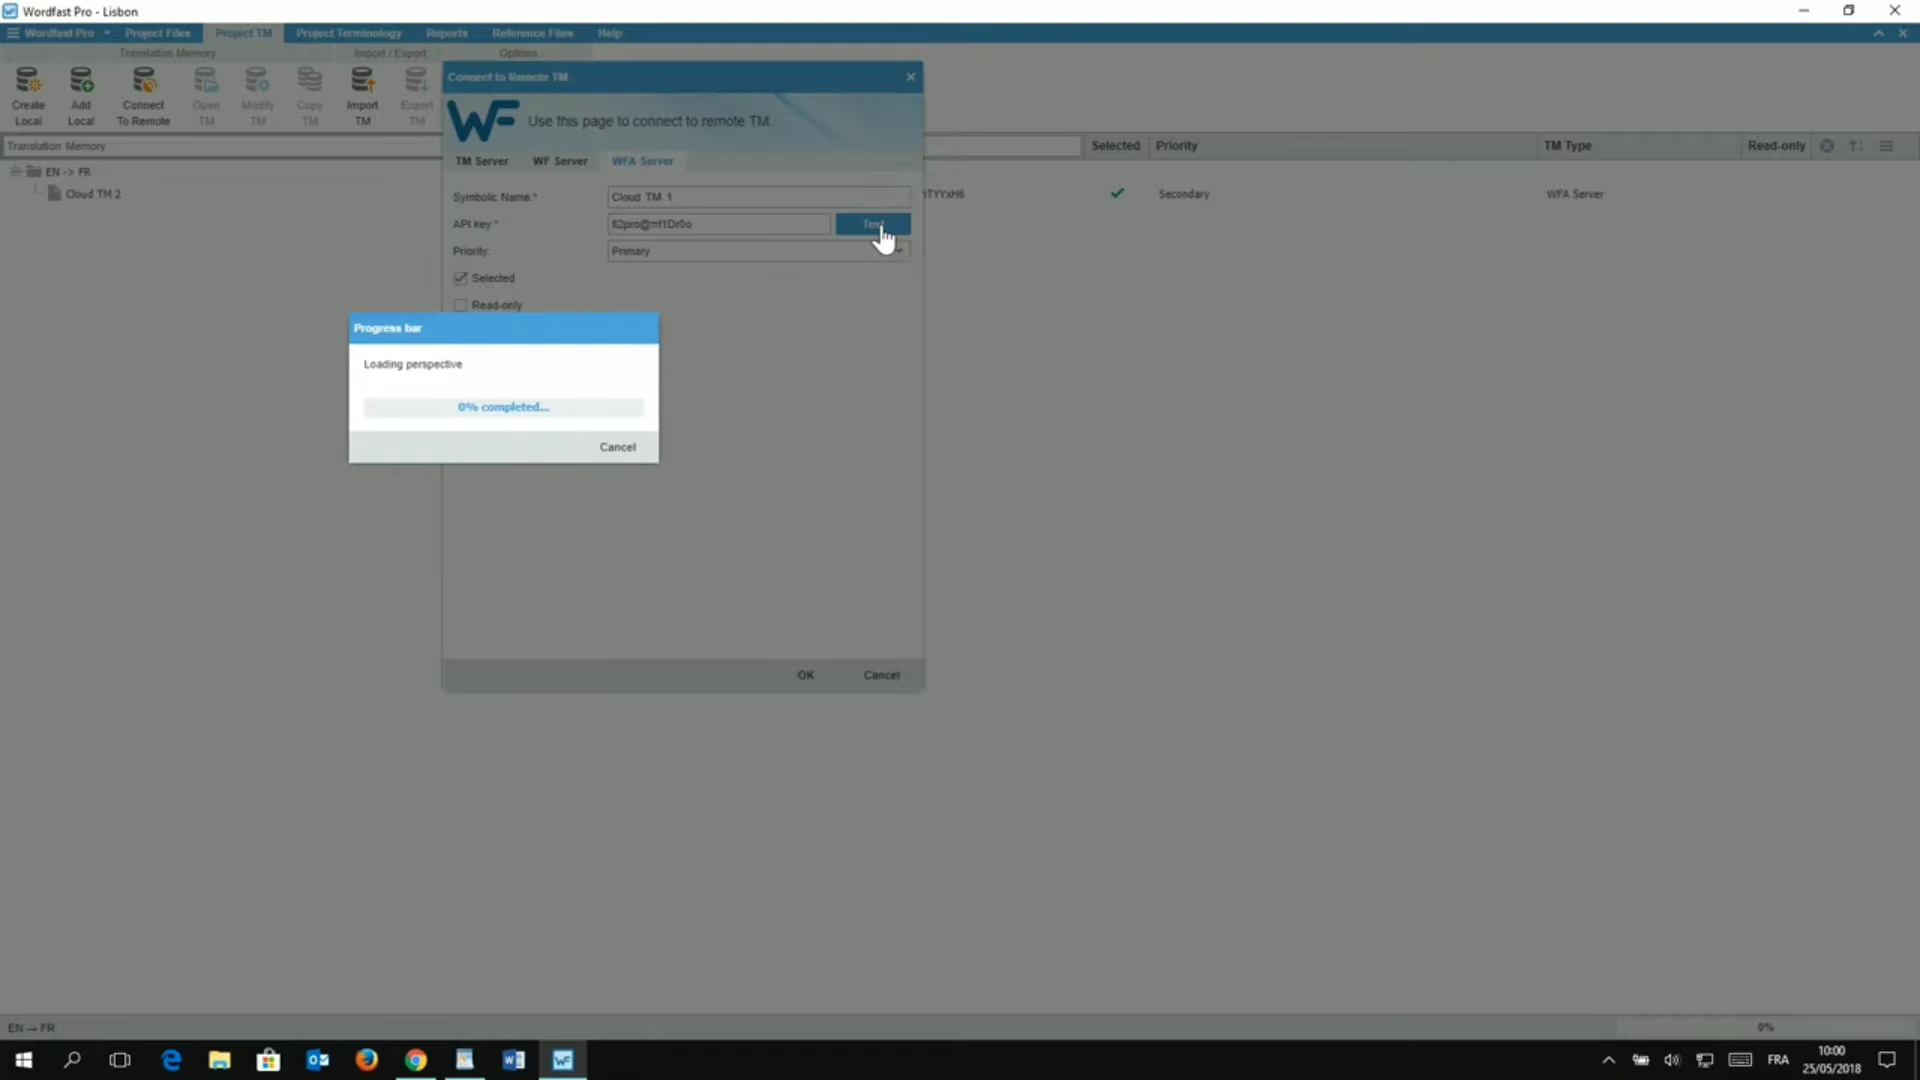 Wordfast Pro - Lisbon
Wordfast Pro Project Files Project TM Project Terminology Reports Reference Files Help
Translation Memory Import / Export Options
Create Local
Add Local
Connect To Remote
Open TM
Modify TM
Copy TM
Import TM
Export TM
Connect to Remote TM
WF Use this page to connect to remote TM.
Translation Memory Selected Priority TM Type Read-only
TM Server WF Server WFA Server
EN -> FR
Cloud TM 2 Secondary WFA Server
Symbolic Name:* Cloud TM 1
API key:*
Test
Priority: Primary
Selected
Read-only
Progress bar
Loading perspective
0% completed...
Cancel
OK Cancel
EN → FR 0%
FRA
10:00
25/05/2018